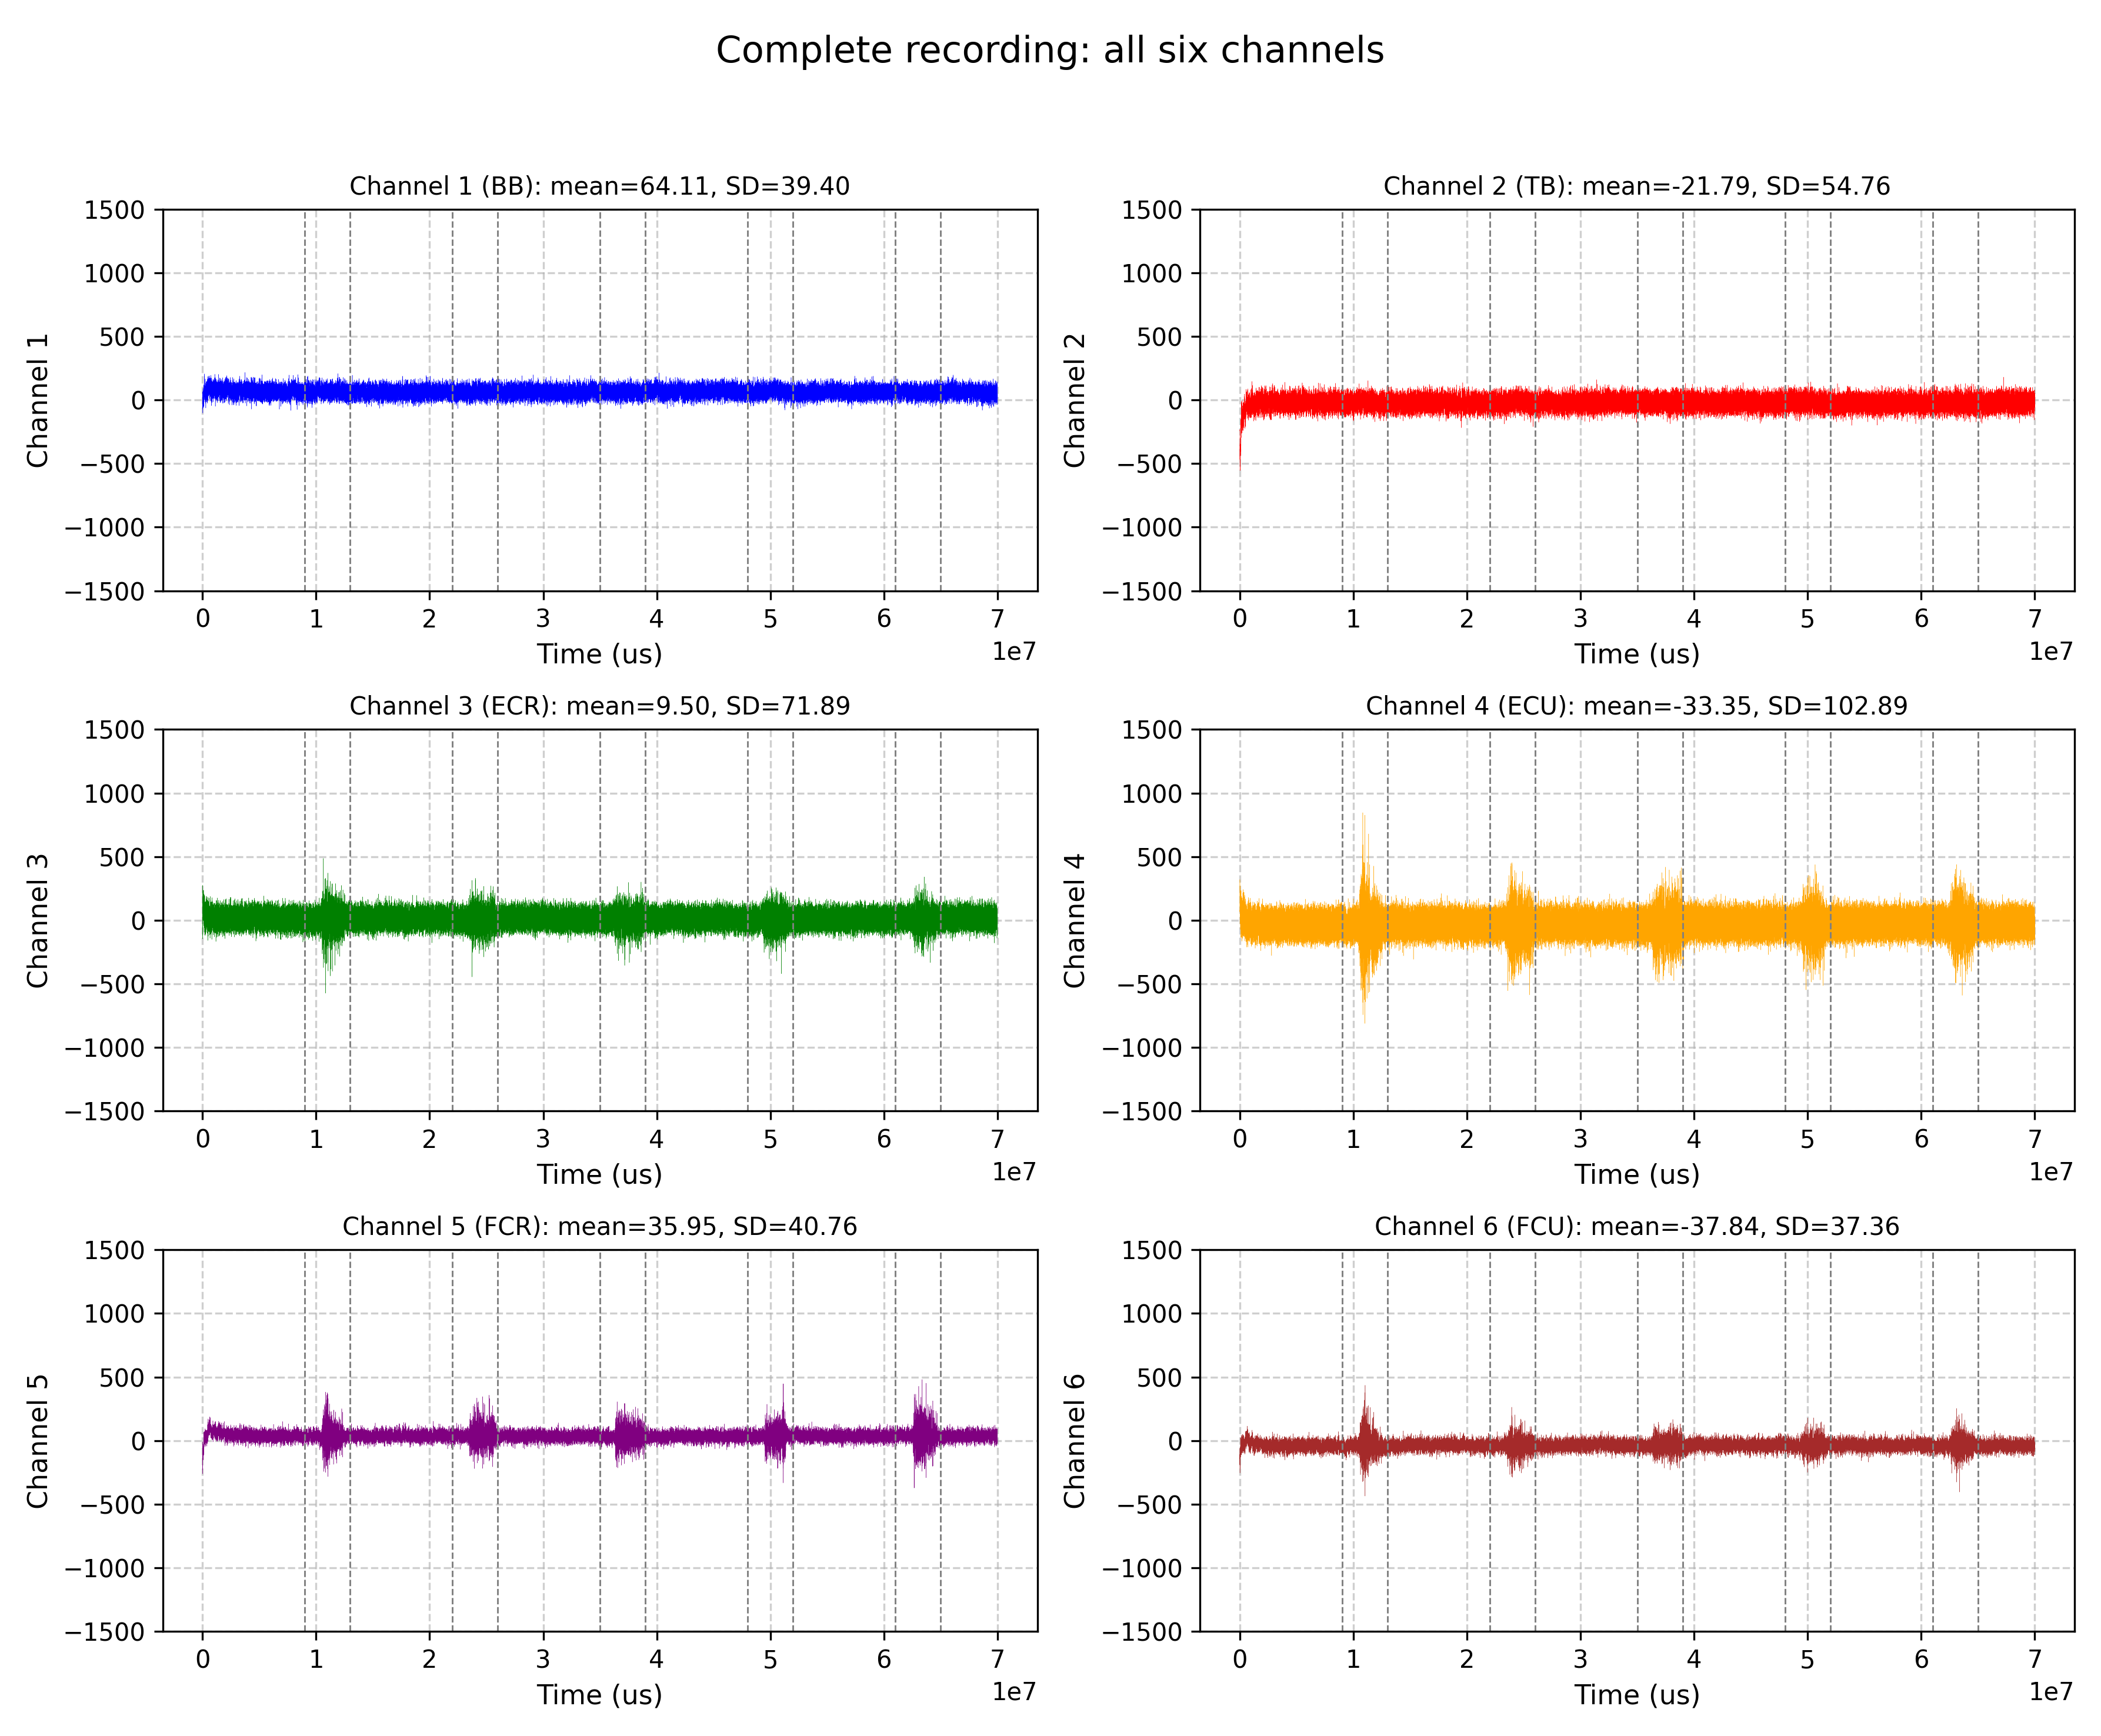 Complete recording: all six channels
Channel 1 (BB): mean=64.11, SD=39.40
Channel 1
1500
1000
500
0
−500
−1000
−1500
0 1 2 3 4 5 6 7
Time (us)
1e7
Channel 2 (TB): mean=-21.79, SD=54.76
Channel 2
1500
1000
500
0
−500
−1000
−1500
0 1 2 3 4 5 6 7
Time (us)
1e7
Channel 3 (ECR): mean=9.50, SD=71.89
Channel 3
1500
1000
500
0
−500
−1000
−1500
0 1 2 3 4 5 6 7
Time (us)
1e7
Channel 4 (ECU): mean=-33.35, SD=102.89
Channel 4
1500
1000
500
0
−500
−1000
−1500
0 1 2 3 4 5 6 7
Time (us)
1e7
Channel 5 (FCR): mean=35.95, SD=40.76
Channel 5
1500
1000
500
0
−500
−1000
−1500
0 1 2 3 4 5 6 7
Time (us)
1e7
Channel 6 (FCU): mean=-37.84, SD=37.36
Channel 6
1500
1000
500
0
−500
−1000
−1500
0 1 2 3 4 5 6 7
Time (us)
1e7